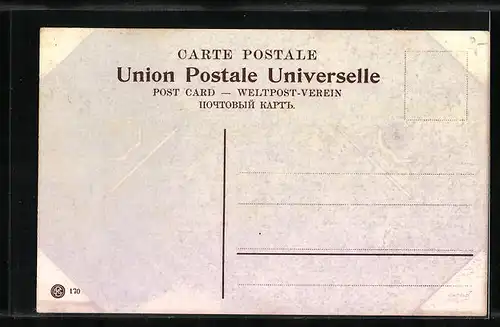 CARTE POSTALE
Union Postale Universelle
POST CARD — WELTPOST-VEREIN
ПОЧТОВЫЙ КАРТЪ.
170